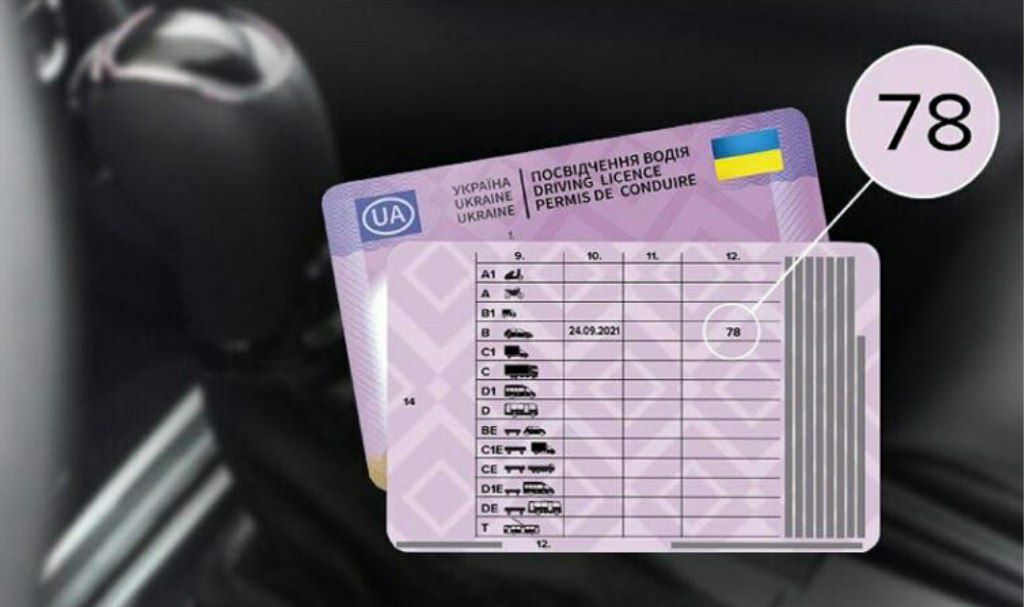 78
УКРАЇНА
UKRAINE
UKRAINE
ПОСВІДЧЕННЯ ВОДІЯ
DRIVING LICENCE
PERMIS DE CONDUIRE
UA
1.
9. 10. 11. 12.
A1
A
B1
B 24.09.2021 78
C1
C
D1
D
BE
C1E
CE
D1E
DE
T
14
12.